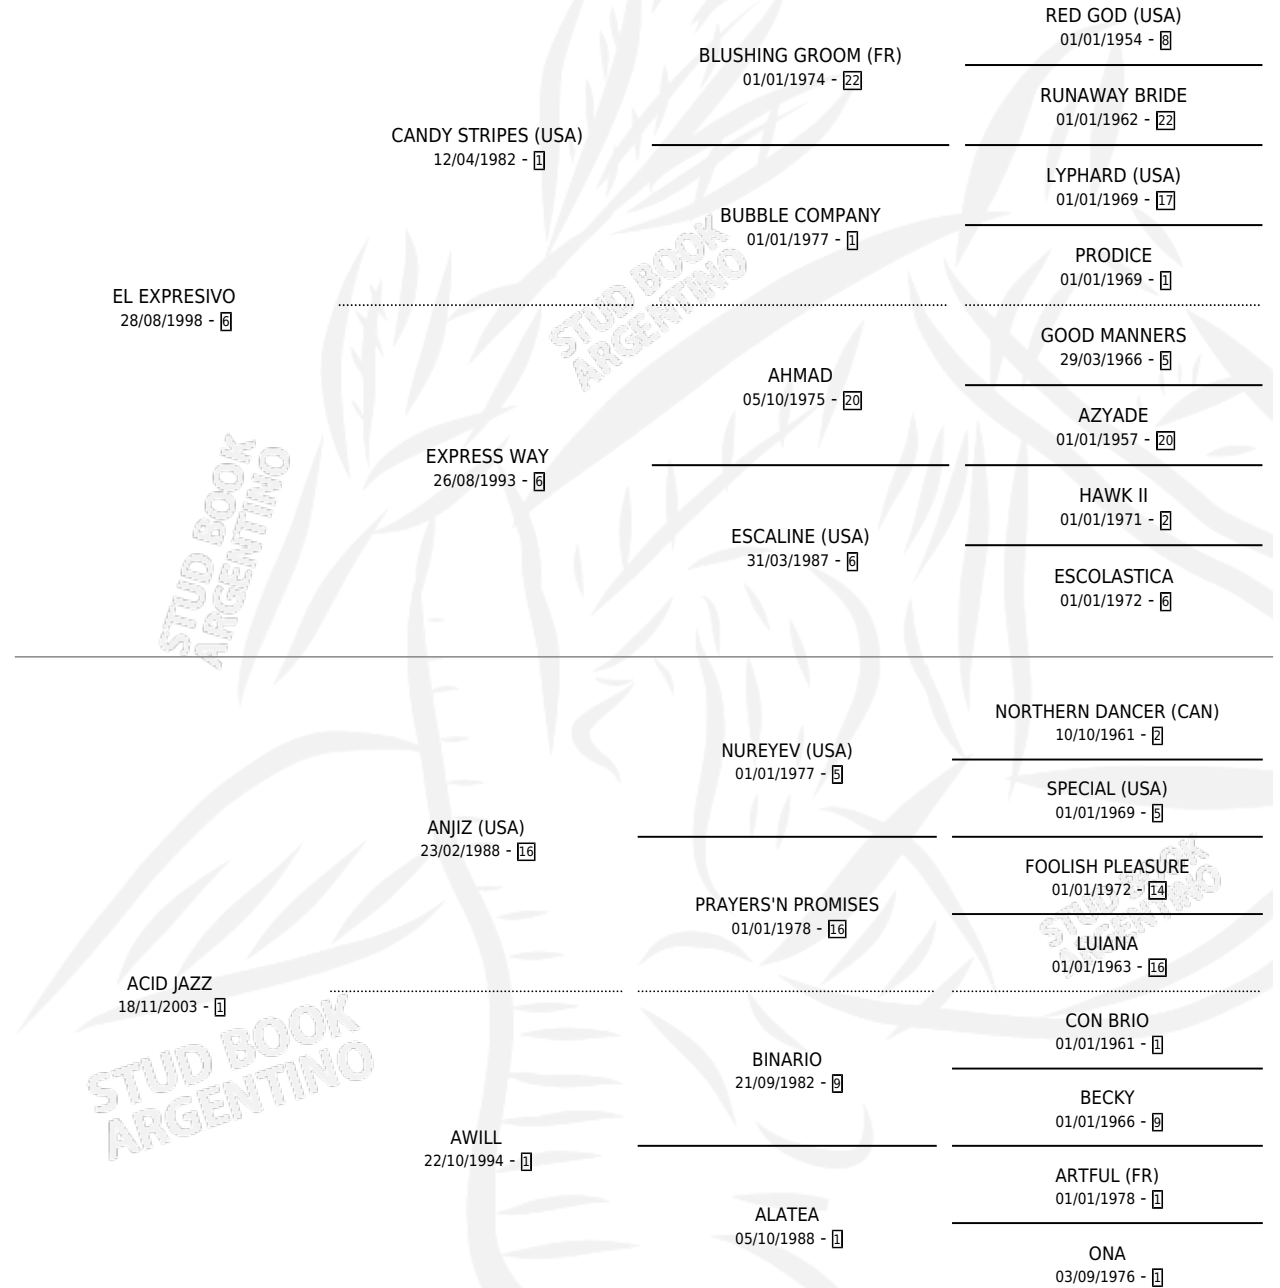 RED GOD (USA)
01/01/1954 - 8
BLUSHING GROOM (FR)
01/01/1974 - 22
RUNAWAY BRIDE
01/01/1962 - 22
CANDY STRIPES (USA)
12/04/1982 - 1
LYPHARD (USA)
01/01/1969 - 17
BUBBLE COMPANY
01/01/1977 - 1
PRODICE
01/01/1969 - 1
EL EXPRESIVO
28/08/1998 - 6
STUD BOOK
ARGENTINO
GOOD MANNERS
29/03/1966 - 5
AHMAD
05/10/1975 - 20
AZYADE
01/01/1957 - 20
EXPRESS WAY
26/08/1993 - 6
HAWK II
01/01/1971 - 2
ESCALINE (USA)
31/03/1987 - 6
ESCOLASTICA
01/01/1972 - 6
STUD BOOK
ARGENTINO
NORTHERN DANCER (CAN)
10/10/1961 - 2
NUREYEV (USA)
01/01/1977 - 5
SPECIAL (USA)
01/01/1969 - 5
ANJIZ (USA)
23/02/1988 - 16
FOOLISH PLEASURE
01/01/1972 - 14
PRAYERS'N PROMISES
01/01/1978 - 16
LUIANA
01/01/1963 - 16
STUD BOOK
ARGENTINO
ACID JAZZ
18/11/2003 - 1
CON BRIO
01/01/1961 - 1
BINARIO
21/09/1982 - 9
BECKY
01/01/1966 - 9
STUD BOOK
ARGENTINO
AWILL
22/10/1994 - 1
ARTFUL (FR)
01/01/1978 - 1
ALATEA
05/10/1988 - 1
ONA
03/09/1976 - 1